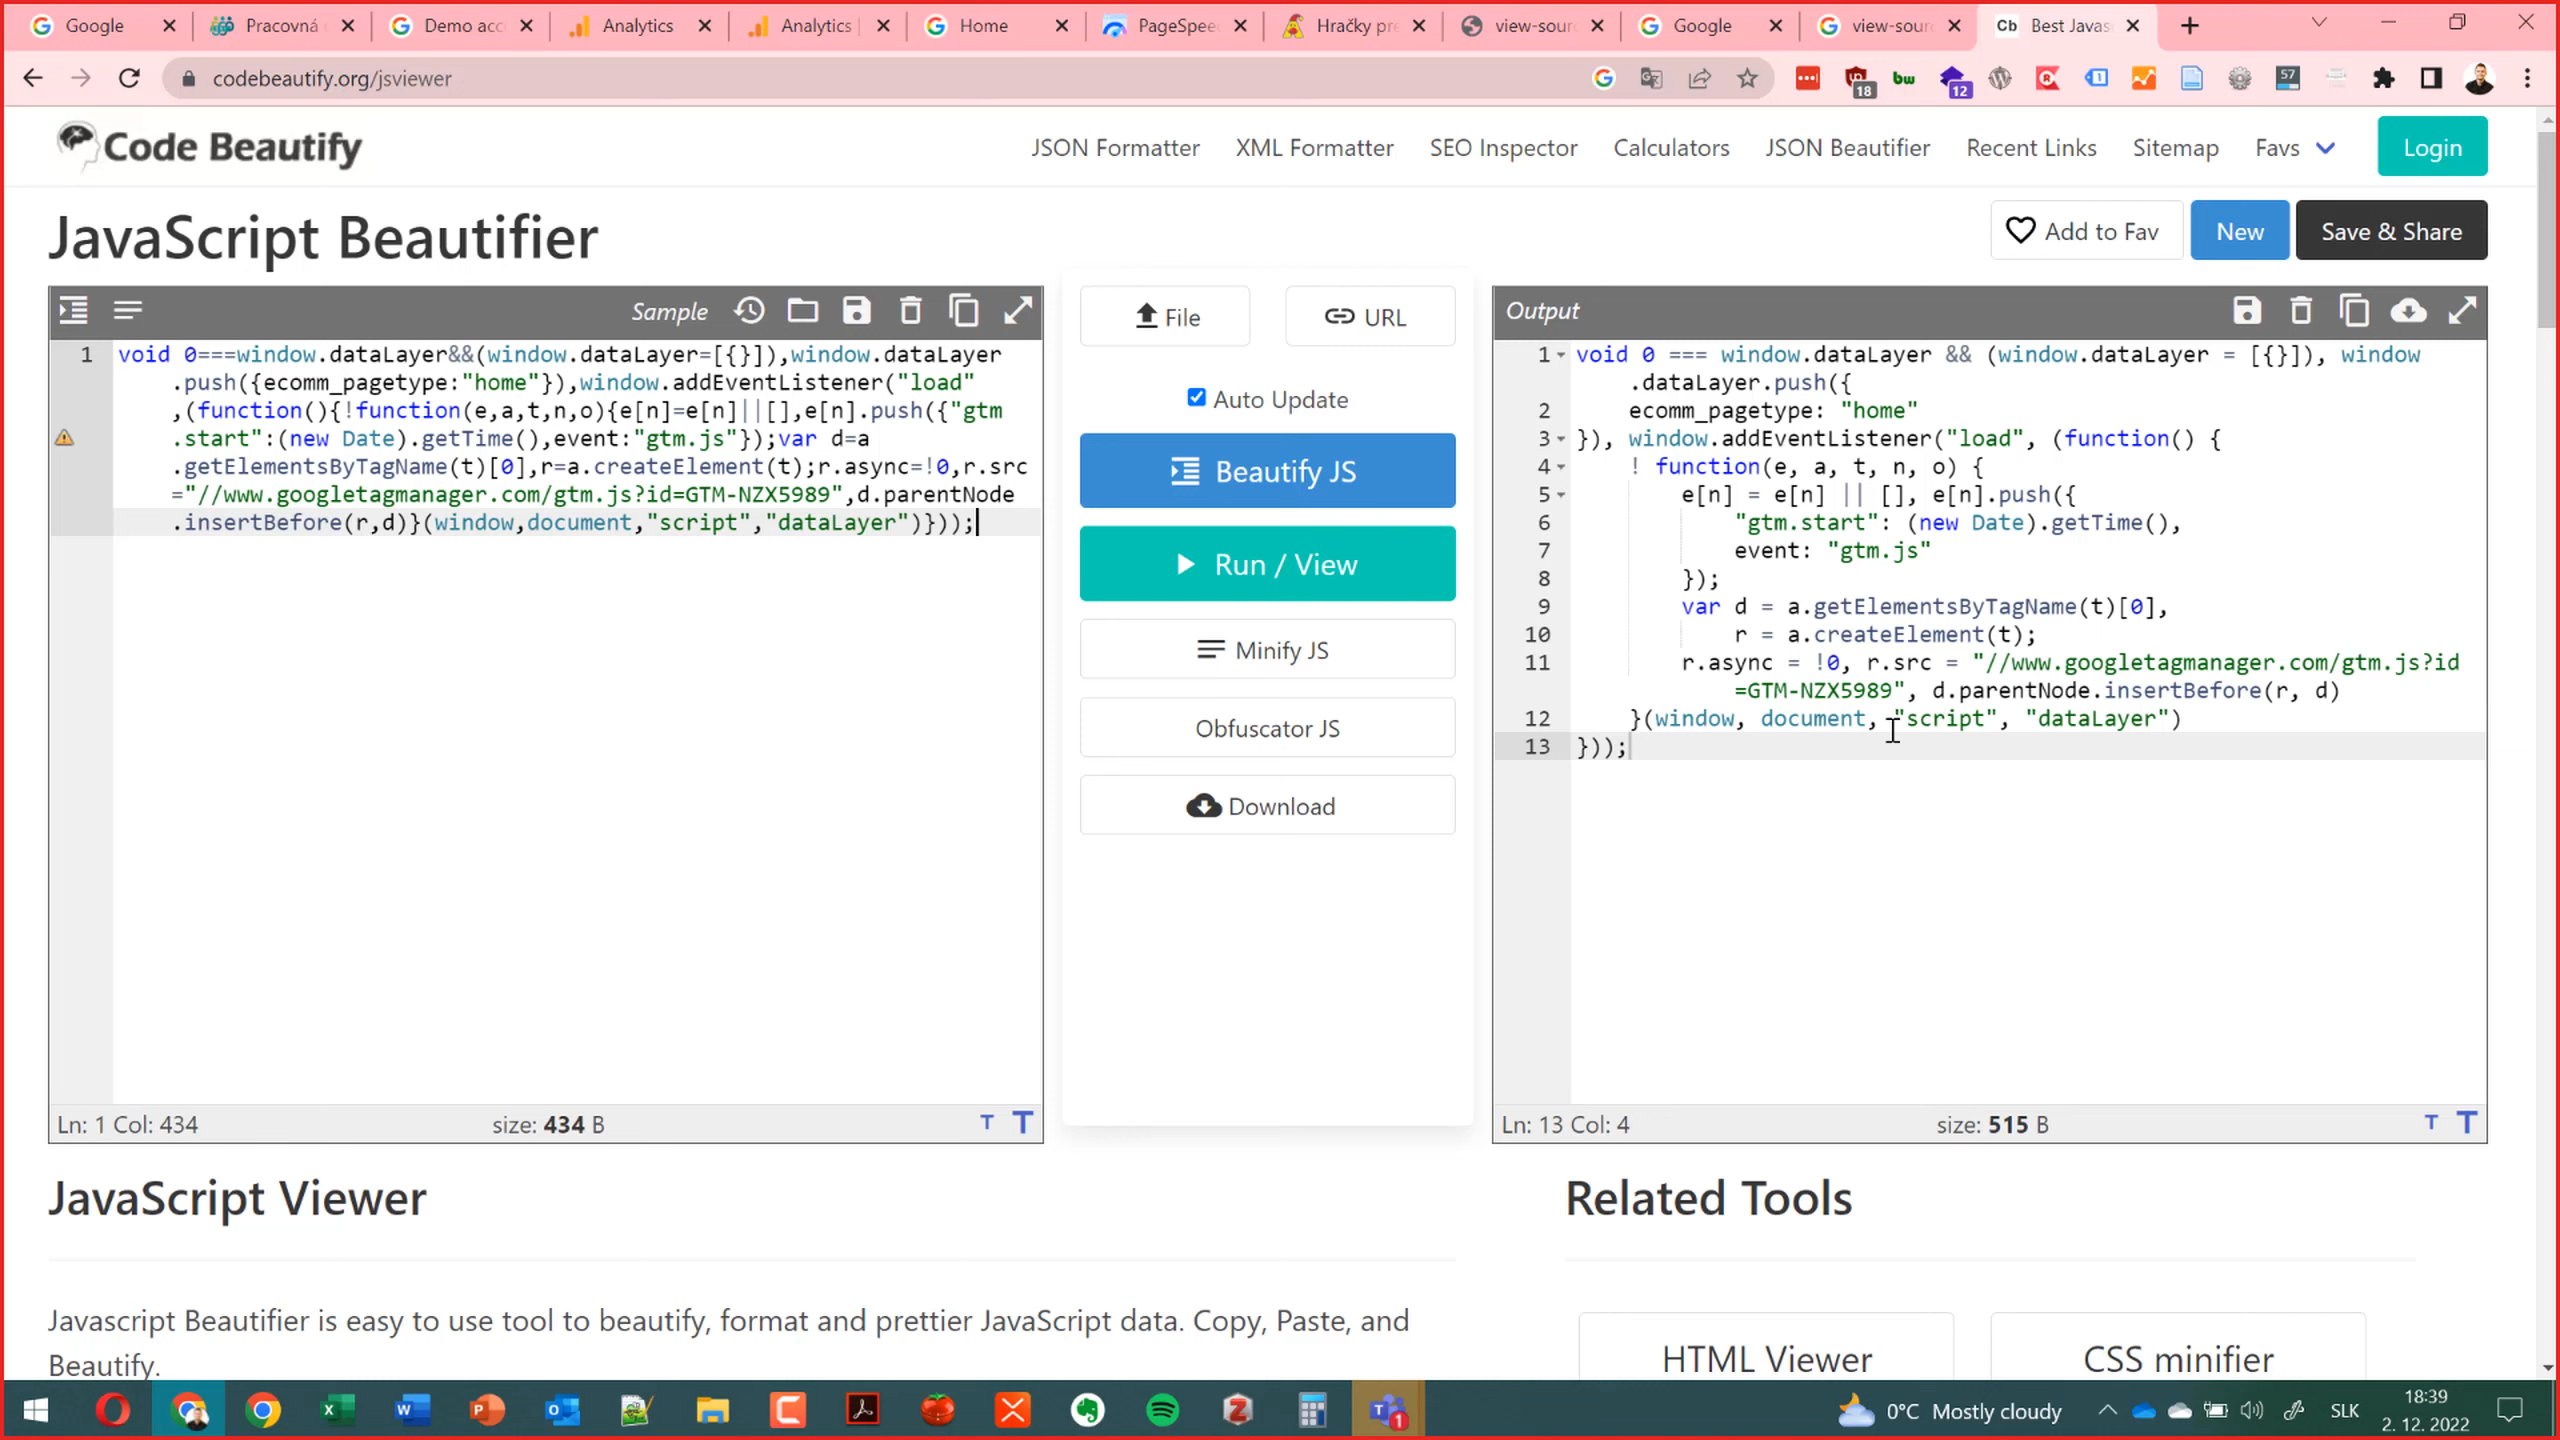 Google
Pracovná
Demo acc
Analytics
Analytics
Home
PageSpee
Hračky pre
view-sour
Google
view-sour
Cb Best Javas
codebeautify.org/jsviewer
18
bw
12
57
Code Beautify
JSON Formatter XML Formatter SEO Inspector Calculators JSON Beautifier Recent Links Sitemap Favs Login
JavaScript Beautifier
Add to Fav New Save & Share
Sample
1 void 0===window.dataLayer&&(window.dataLayer=[{}]),window.dataLayer
.push({ecomm_pagetype:"home"}),window.addEventListener("load"
,(function(){!function(e,a,t,n,o){e[n]=e[n]||[],e[n].push({"gtm
.start":(new Date).getTime(),event:"gtm.js"});var d=a
.getElementsByTagName(t)[0],r=a.createElement(t);r.async=!0,r.src
="//www.googletagmanager.com/gtm.js?id=GTM-NZX5989",d.parentNode
.insertBefore(r,d)}(window,document,"script","dataLayer")}));
Ln: 1 Col: 434 size: 434 B T T
File URL
Auto Update
Beautify JS
Run / View
Minify JS
Obfuscator JS
Download
Output
1 void 0 === window.dataLayer && (window.dataLayer = [{}]), window
.dataLayer.push({
2 ecomm_pagetype: "home"
3 }), window.addEventListener("load", (function() {
4 ! function(e, a, t, n, o) {
5 e[n] = e[n] || [], e[n].push({
6 "gtm.start": (new Date).getTime(),
7 event: "gtm.js"
8 });
9 var d = a.getElementsByTagName(t)[0],
10 r = a.createElement(t);
11 r.async = !0, r.src = "//www.googletagmanager.com/gtm.js?id
=GTM-NZX5989", d.parentNode.insertBefore(r, d)
12 }(window, document, "script", "dataLayer")
13 }));
Ln: 13 Col: 4 size: 515 B T T
JavaScript Viewer
Javascript Beautifier is easy to use tool to beautify, format and prettier JavaScript data. Copy, Paste, and
Beautify.
Related Tools
HTML Viewer CSS minifier
0°C Mostly cloudy
SLK
18:39
2. 12. 2022